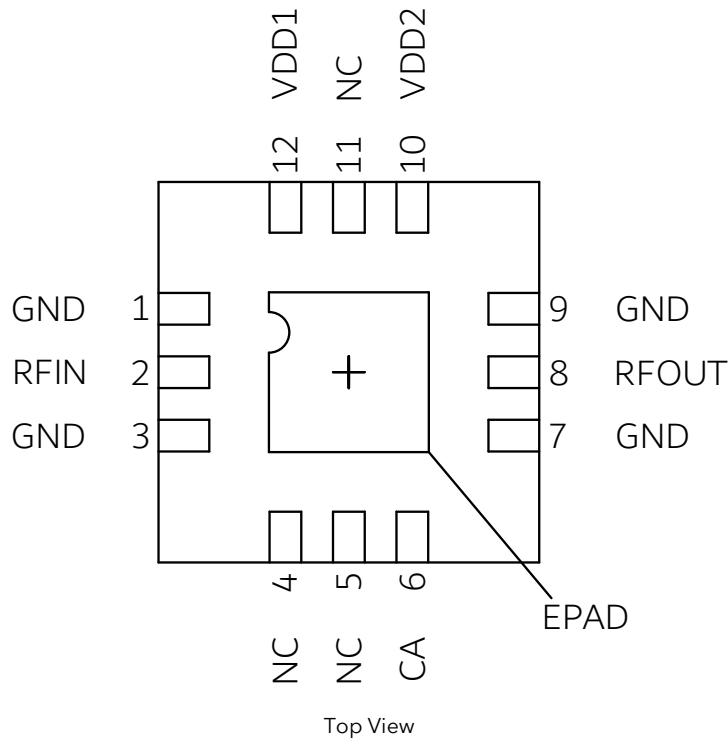 VDD1 NC VDD2
12 11 10
GND 1 9 GND
RFIN 2 8 RFOUT
GND 3 7 GND
4 5 6
NC NC CA
EPAD
Top View